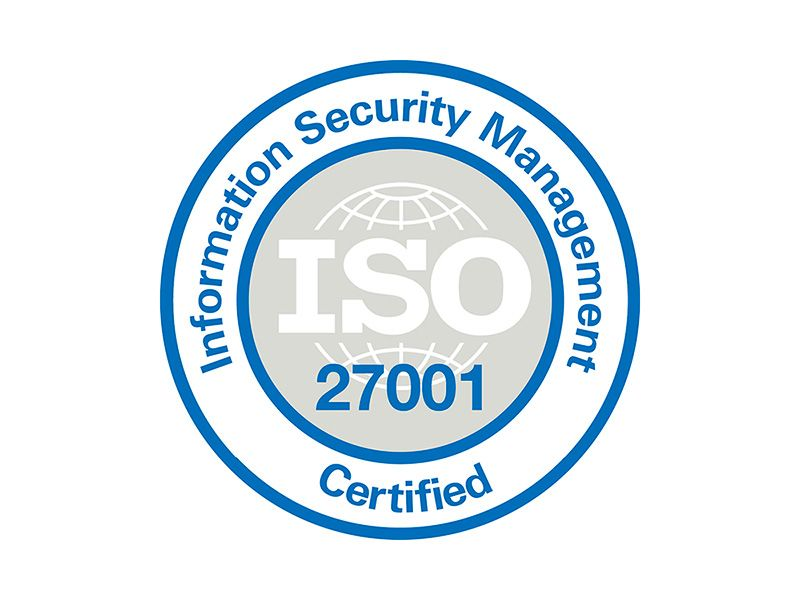 Information Security Management
ISO
27001
Certified